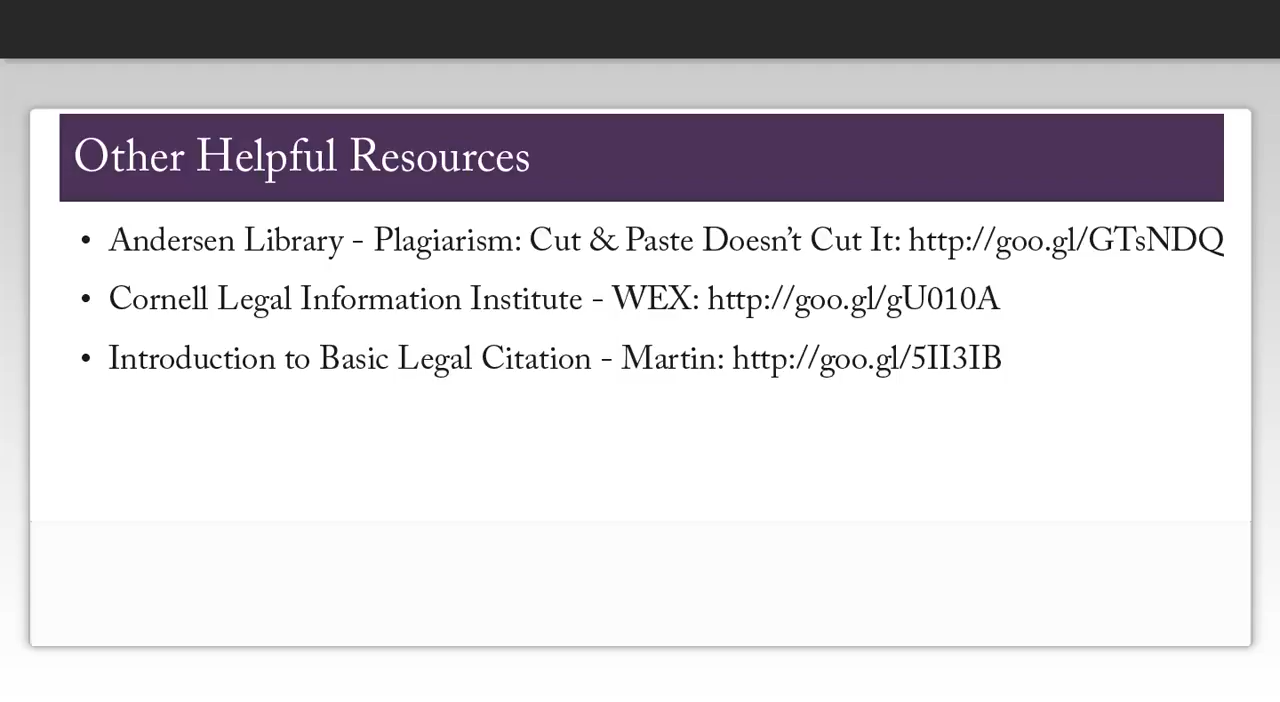 Other Helpful Resources
• Andersen Library - Plagiarism: Cut & Paste Doesn’t Cut It: http://goo.gl/GTsNDQ
• Cornell Legal Information Institute - WEX: http://goo.gl/gU010A
• Introduction to Basic Legal Citation - Martin: http://goo.gl/5II3IB